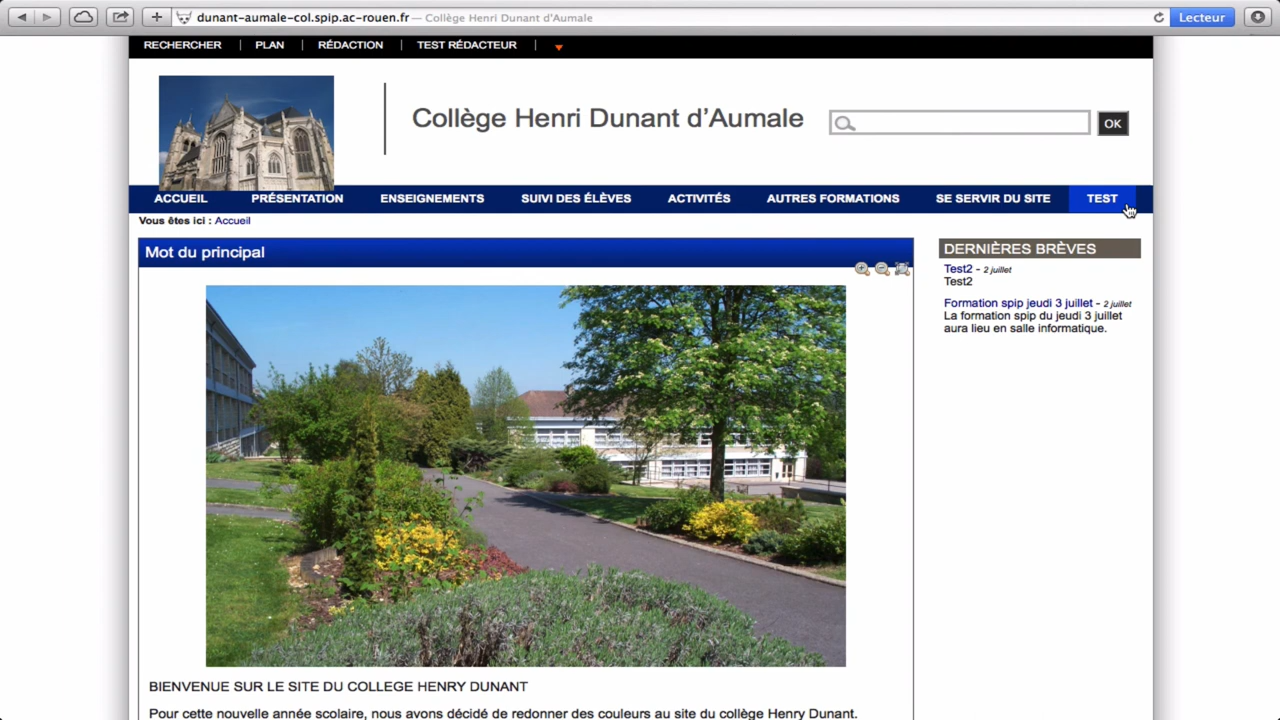 dunant-aumale-col.spip.ac-rouen.fr — Collège Henri Dunant d'Aumale
Lecteur
RECHERCHER | PLAN | RÉDACTION | TEST RÉDACTEUR |
Collège Henri Dunant d'Aumale
OK
ACCUEIL PRÉSENTATION ENSEIGNEMENTS SUIVI DES ÉLÈVES ACTIVITÉS AUTRES FORMATIONS SE SERVIR DU SITE TEST
Vous êtes ici : Accueil
Mot du principal
BIENVENUE SUR LE SITE DU COLLEGE HENRY DUNANT
Pour cette nouvelle année scolaire, nous avons décidé de redonner des couleurs au site du collège Henry Dunant.
DERNIÈRES BRÈVES
Test2 - 2 juillet
Test2
Formation spip jeudi 3 juillet - 2 juillet
La formation spip du jeudi 3 juillet
aura lieu en salle informatique.